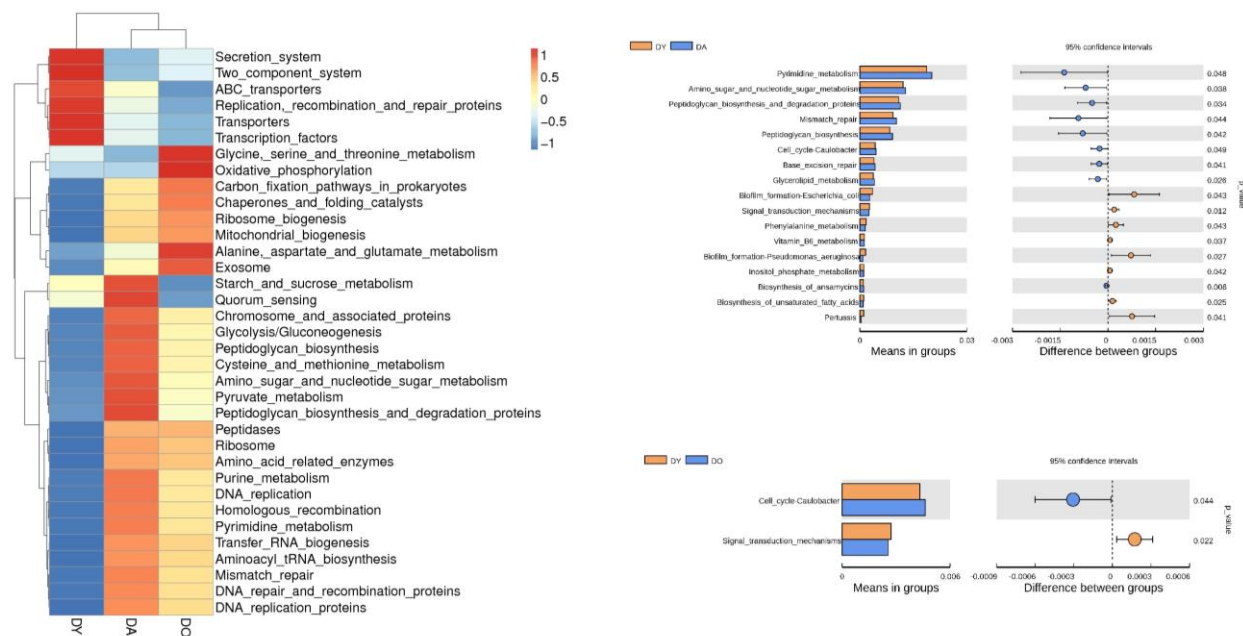 Secretion_system
Two_component_system
ABC_transporters
Replication,_recombination_and_repair_proteins
Transporters
Transcription_factors
Glycine,_serine_and_threonine_metabolism
Oxidative_phosphorylation
Carbon_fixation_pathways_in_prokaryotes
Chaperones_and_folding_catalysts
Ribosome_biogenesis
Mitochondrial_biogenesis
Alanine,_aspartate_and_glutamate_metabolism
Exosome
Starch_and_sucrose_metabolism
Quorum_sensing
Chromosome_and_associated_proteins
Glycolysis/Gluconeogenesis
Peptidoglycan_biosynthesis
Cysteine_and_methionine_metabolism
Amino_sugar_and_nucleotide_sugar_metabolism
Pyruvate_metabolism
Peptidoglycan_biosynthesis_and_degradation_proteins
Peptidases
Ribosome
Amino_acid_related_enzymes
Purine_metabolism
DNA_replication
Homologous_recombination
Pyrimidine_metabolism
Transfer_RNA_biogenesis
Aminoacyl_tRNA_biosynthesis
Mismatch_repair
DNA_repair_and_recombination_proteins
DNA_replication_proteins
DY DA DO
1
0.5
0
−0.5
−1
DY DA
95% confidence intervals
Pyrimidine_metabolism 0.048
Amino_sugar_and_nucleotide_sugar_metabolism 0.038
Peptidoglycan_biosynthesis_and_degradation_proteins 0.034
Mismatch_repair 0.044
Peptidoglycan_biosynthesis 0.042
Cell_cycle-Caulobacter 0.049
Base_excision_repair 0.041
Glycerolipid_metabolism 0.026
Biofilm_formation-Escherichia_coli 0.043
Signal_transduction_mechanisms 0.012
Phenylalanine_metabolism 0.043
Vitamin_B6_metabolism 0.037
Biofilm_formation-Pseudomonas_aeruginosa 0.027
Inositol_phosphate_metabolism 0.042
Biosynthesis_of_ansamycins 0.006
Biosynthesis_of_unsaturated_fatty_acids 0.025
Pertussis 0.041
p_value
0 0.03 -0.003 -0.0015 0 0.0015 0.003
Means in groups Difference between groups
DY DO
95% confidence intervals
Cell_cycle-Caulobacter 0.044
Signal_transduction_mechanisms 0.022
p_value
0 0.006 -0.0009 -0.0006 -0.0003 0 0.0003 0.0006
Means in groups Difference between groups